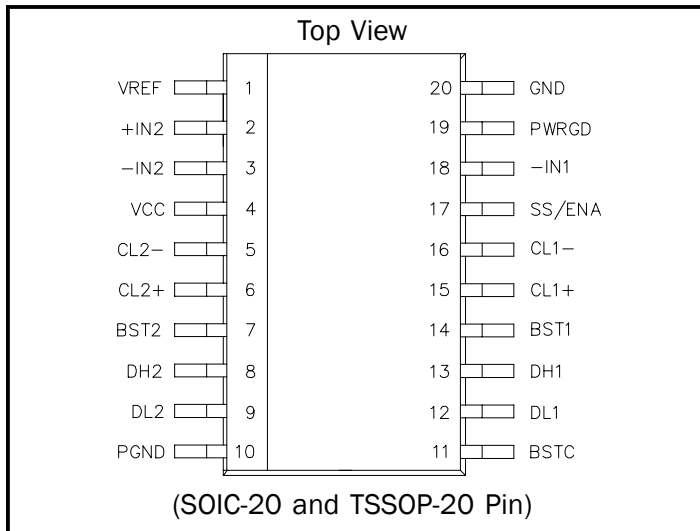 Top View
VREF 1 20 GND
+IN2 2 19 PWRGD
-IN2 3 18 -IN1
VCC 4 17 SS/ENA
CL2- 5 16 CL1-
CL2+ 6 15 CL1+
BST2 7 14 BST1
DH2 8 13 DH1
DL2 9 12 DL1
PGND 10 11 BSTC
(SOIC-20 and TSSOP-20 Pin)